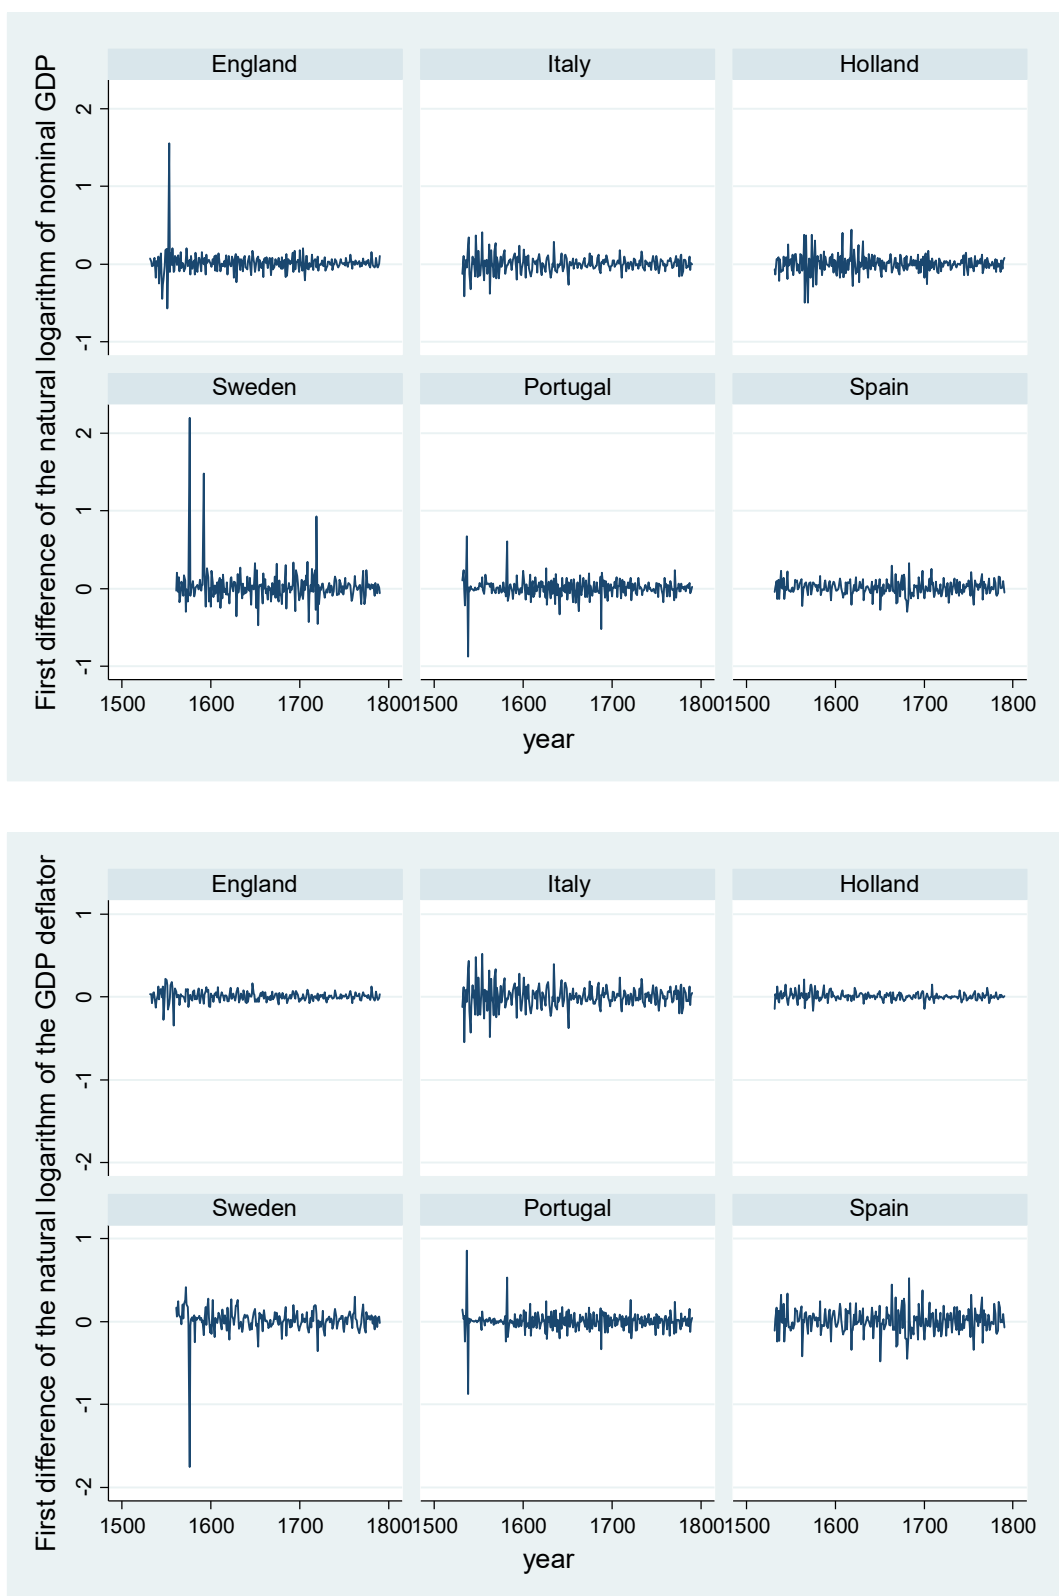 First difference of the natural logarithm of nominal GDP
England Italy Holland
2
1
0
-1
Sweden Portugal Spain
2
1
0
-1
1500 1600 1700 1800 1500 1600 1700 1800 1500 1600 1700 1800
year
First difference of the natural logarithm of the GDP deflator
England Italy Holland
1
0
-1
-2
Sweden Portugal Spain
1
0
-1
-2
1500 1600 1700 1800 1500 1600 1700 1800 1500 1600 1700 1800
year